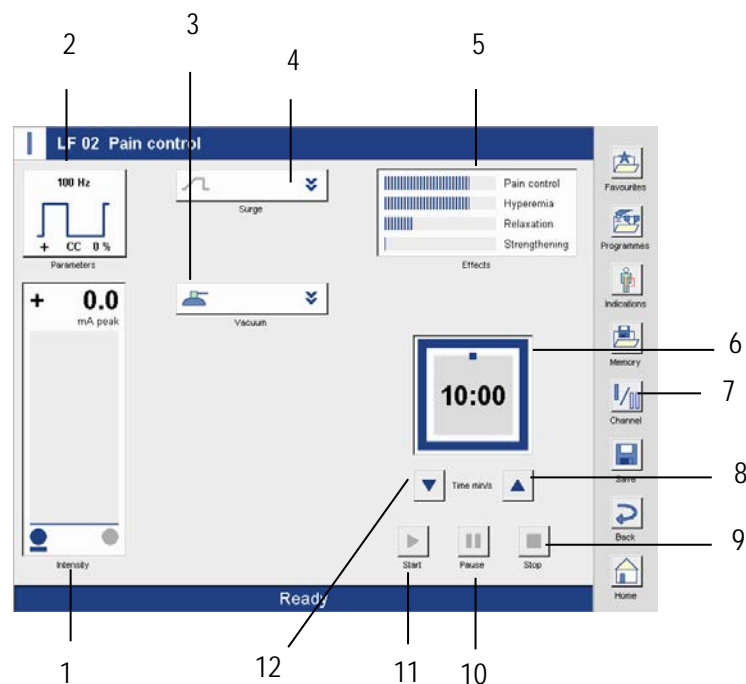 2
3
4
5
LF 02 Pain control
100 Hz
+ CC 0 %
Parameters
Surge
Pain control
Hyperemia
Relaxation
Strengthening
Effects
Favourites
Programmes
Indications
Memory
Channel
Save
Back
Home
+ 0.0
mA peak
Vacuum
6
10:00
7
Time min/s
8
9
Start
Pause
Stop
Intensity
Ready
1
12
11
10